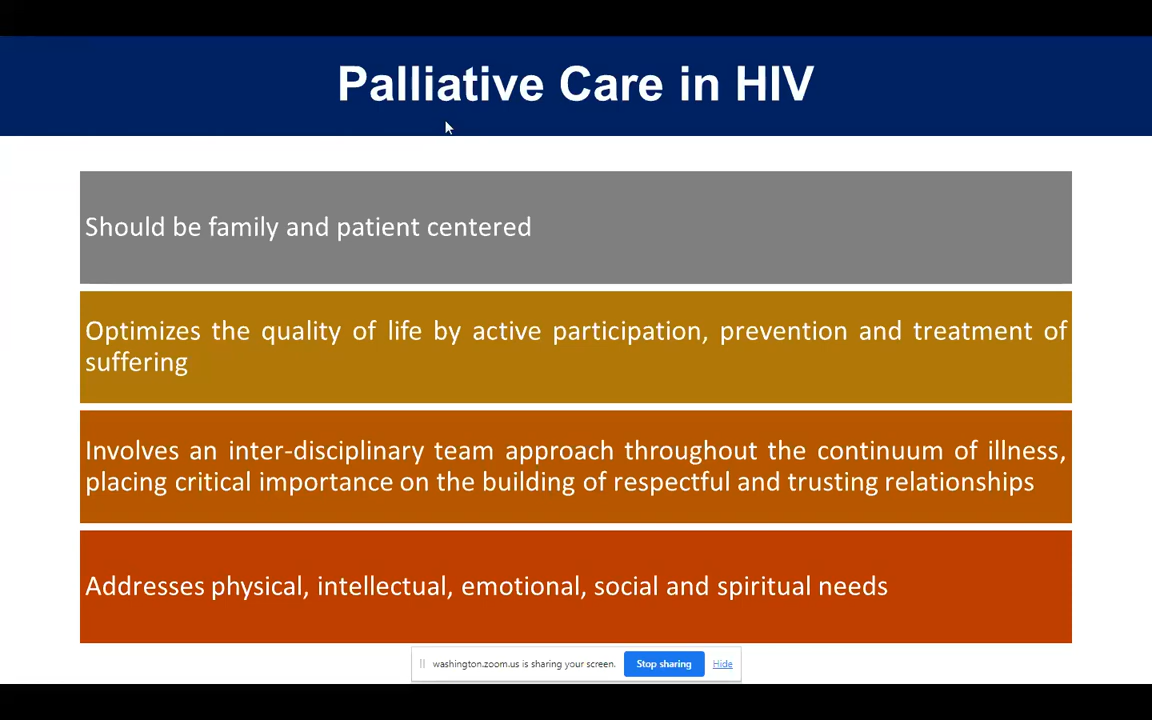 Palliative Care in HIV
Should be family and patient centered
Optimizes the quality of life by active participation, prevention and treatment of
suffering
Involves an inter-disciplinary team approach throughout the continuum of illness,
placing critical importance on the building of respectful and trusting relationships
Addresses physical, intellectual, emotional, social and spiritual needs
washington.zoom.us is sharing your screen. Stop sharing Hide